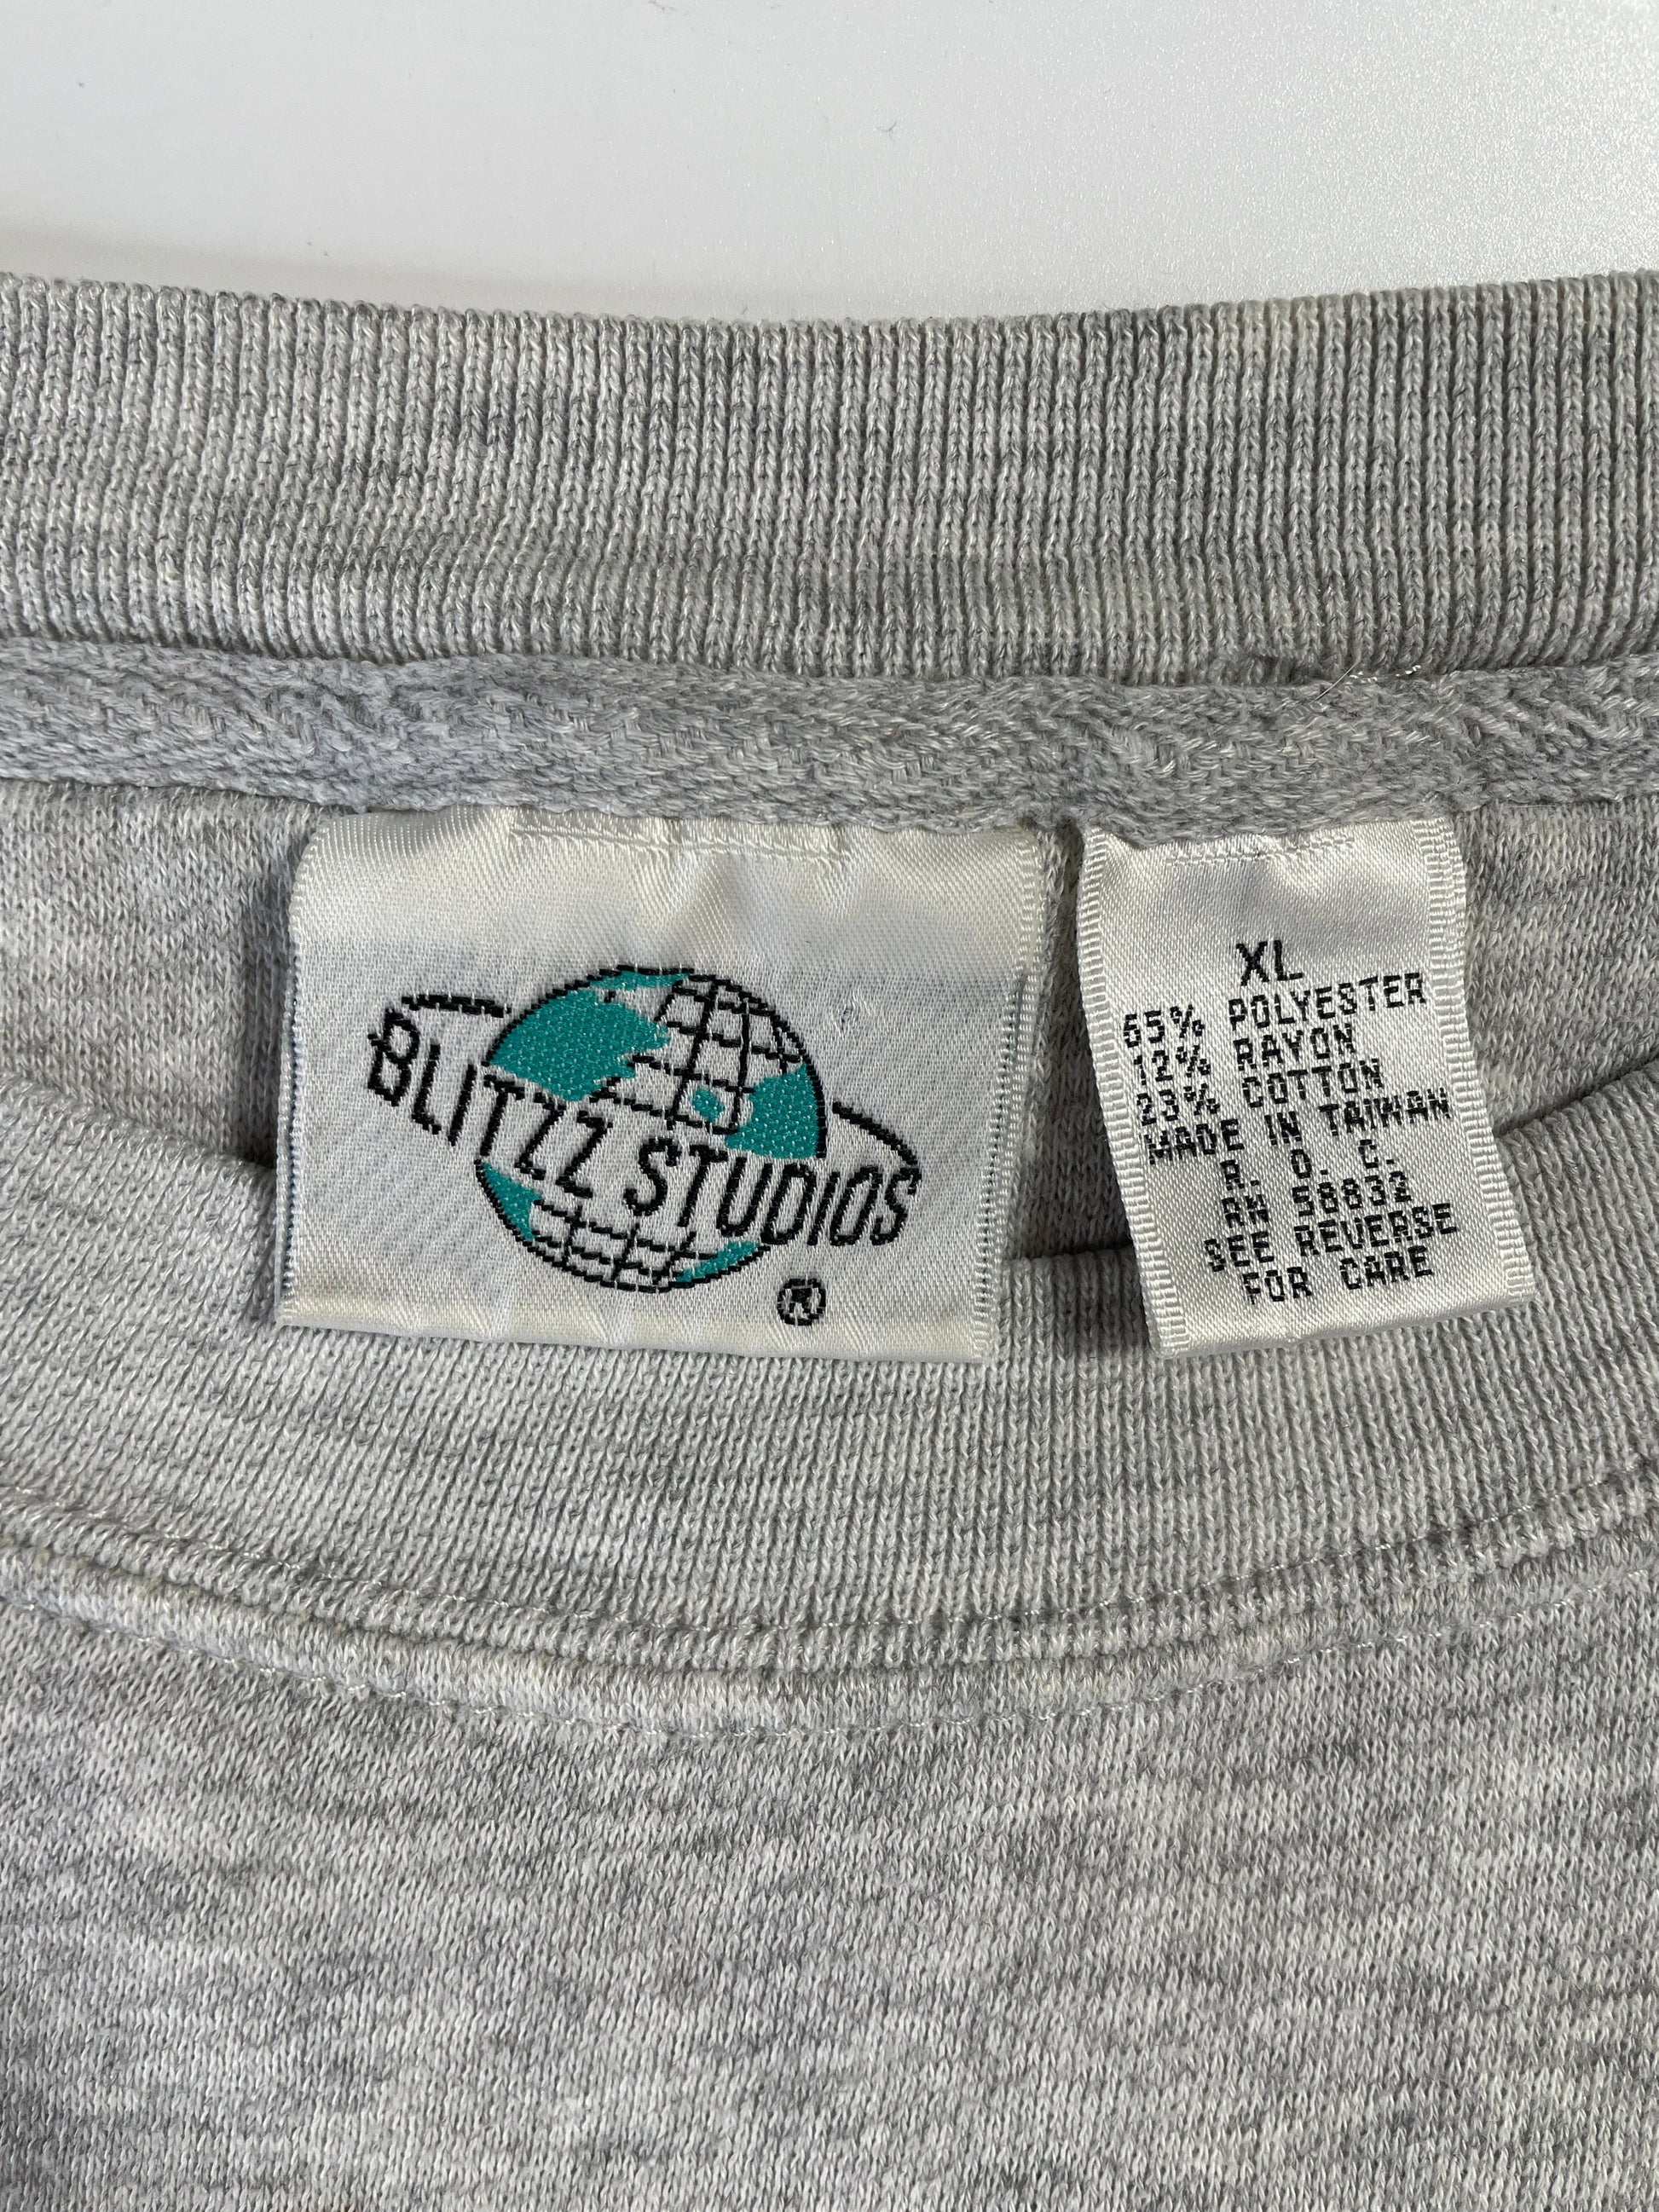 BLITZZ STUDIOS
®
XL
65% POLYESTER
12% RAYON
23% COTTON
MADE IN TAIWAN
R. O. C.
RN 58832
SEE REVERSE
FOR CARE